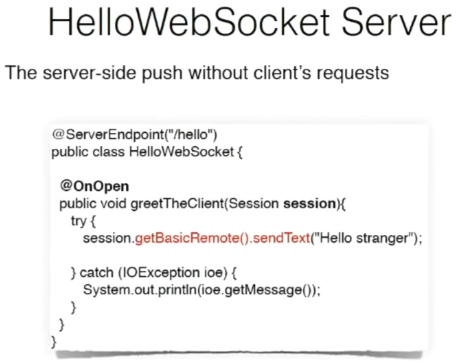 HelloWebSocket Server
The server-side push without client's requests
@ServerEndpoint("/hello")
public class HelloWebSocket {
@OnOpen
public void greetTheClient(Session session){
try {
session.getBasicRemote().sendText("Hello stranger");
} catch (IOException ioe) {
System.out.println(ioe.getMessage());
}
}
}